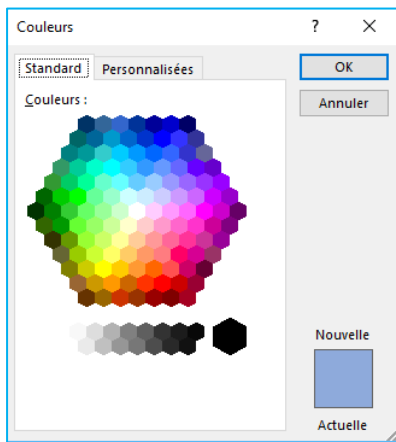 Couleurs ? ✕
Standard Personnalisées
OK
Annuler
Couleurs :
Nouvelle
Actuelle